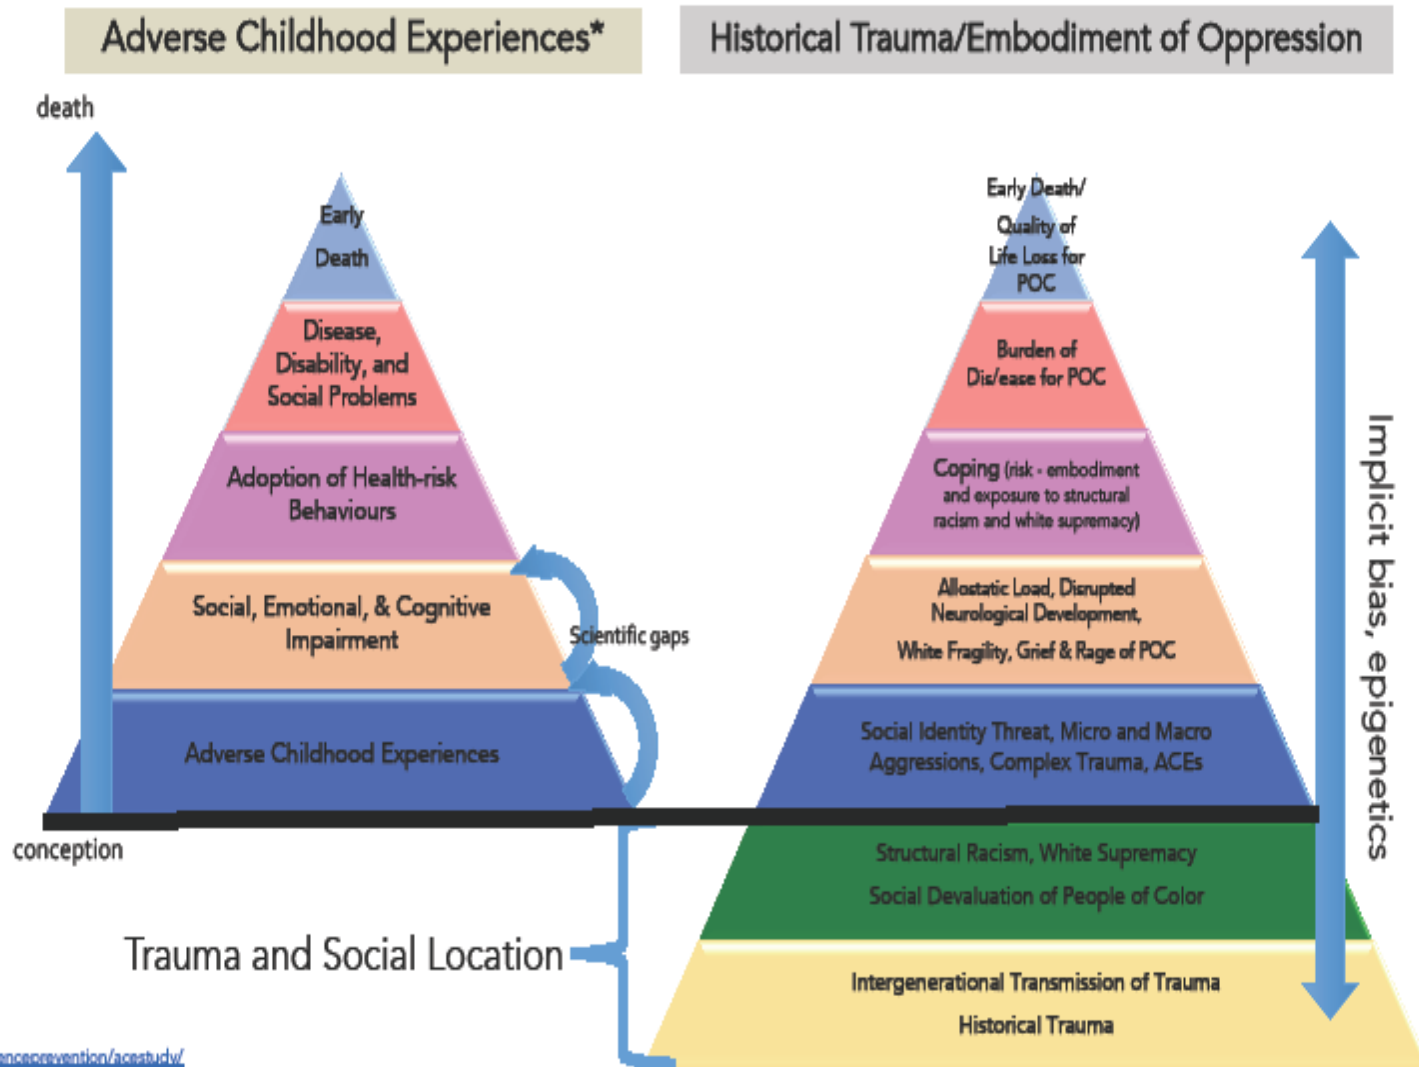 Adverse Childhood Experiences*
death
Early
Death
Disease,
Disability, and
Social Problems
Adoption of Health-risk
Behaviours
Social, Emotional, & Cognitive
Impairment
Scientific gaps
Adverse Childhood Experiences
conception
Trauma and Social Location
enceprevention/acestudy/
Historical Trauma/Embodiment of Oppression
Early Death/
Quality of
Life Loss for
POC
Burden of
Dis/ease for POC
Coping (risk - embodiment
and exposure to structural
racism and white supremacy)
Allostatic Load, Disrupted
Neurological Development,
White Fragility, Grief & Rage of POC
Social Identity Threat, Micro and Macro
Aggressions, Complex Trauma, ACEs
Structural Racism, White Supremacy
Social Devaluation of People of Color
Intergenerational Transmission of Trauma
Historical Trauma
Implicit bias, epigenetics